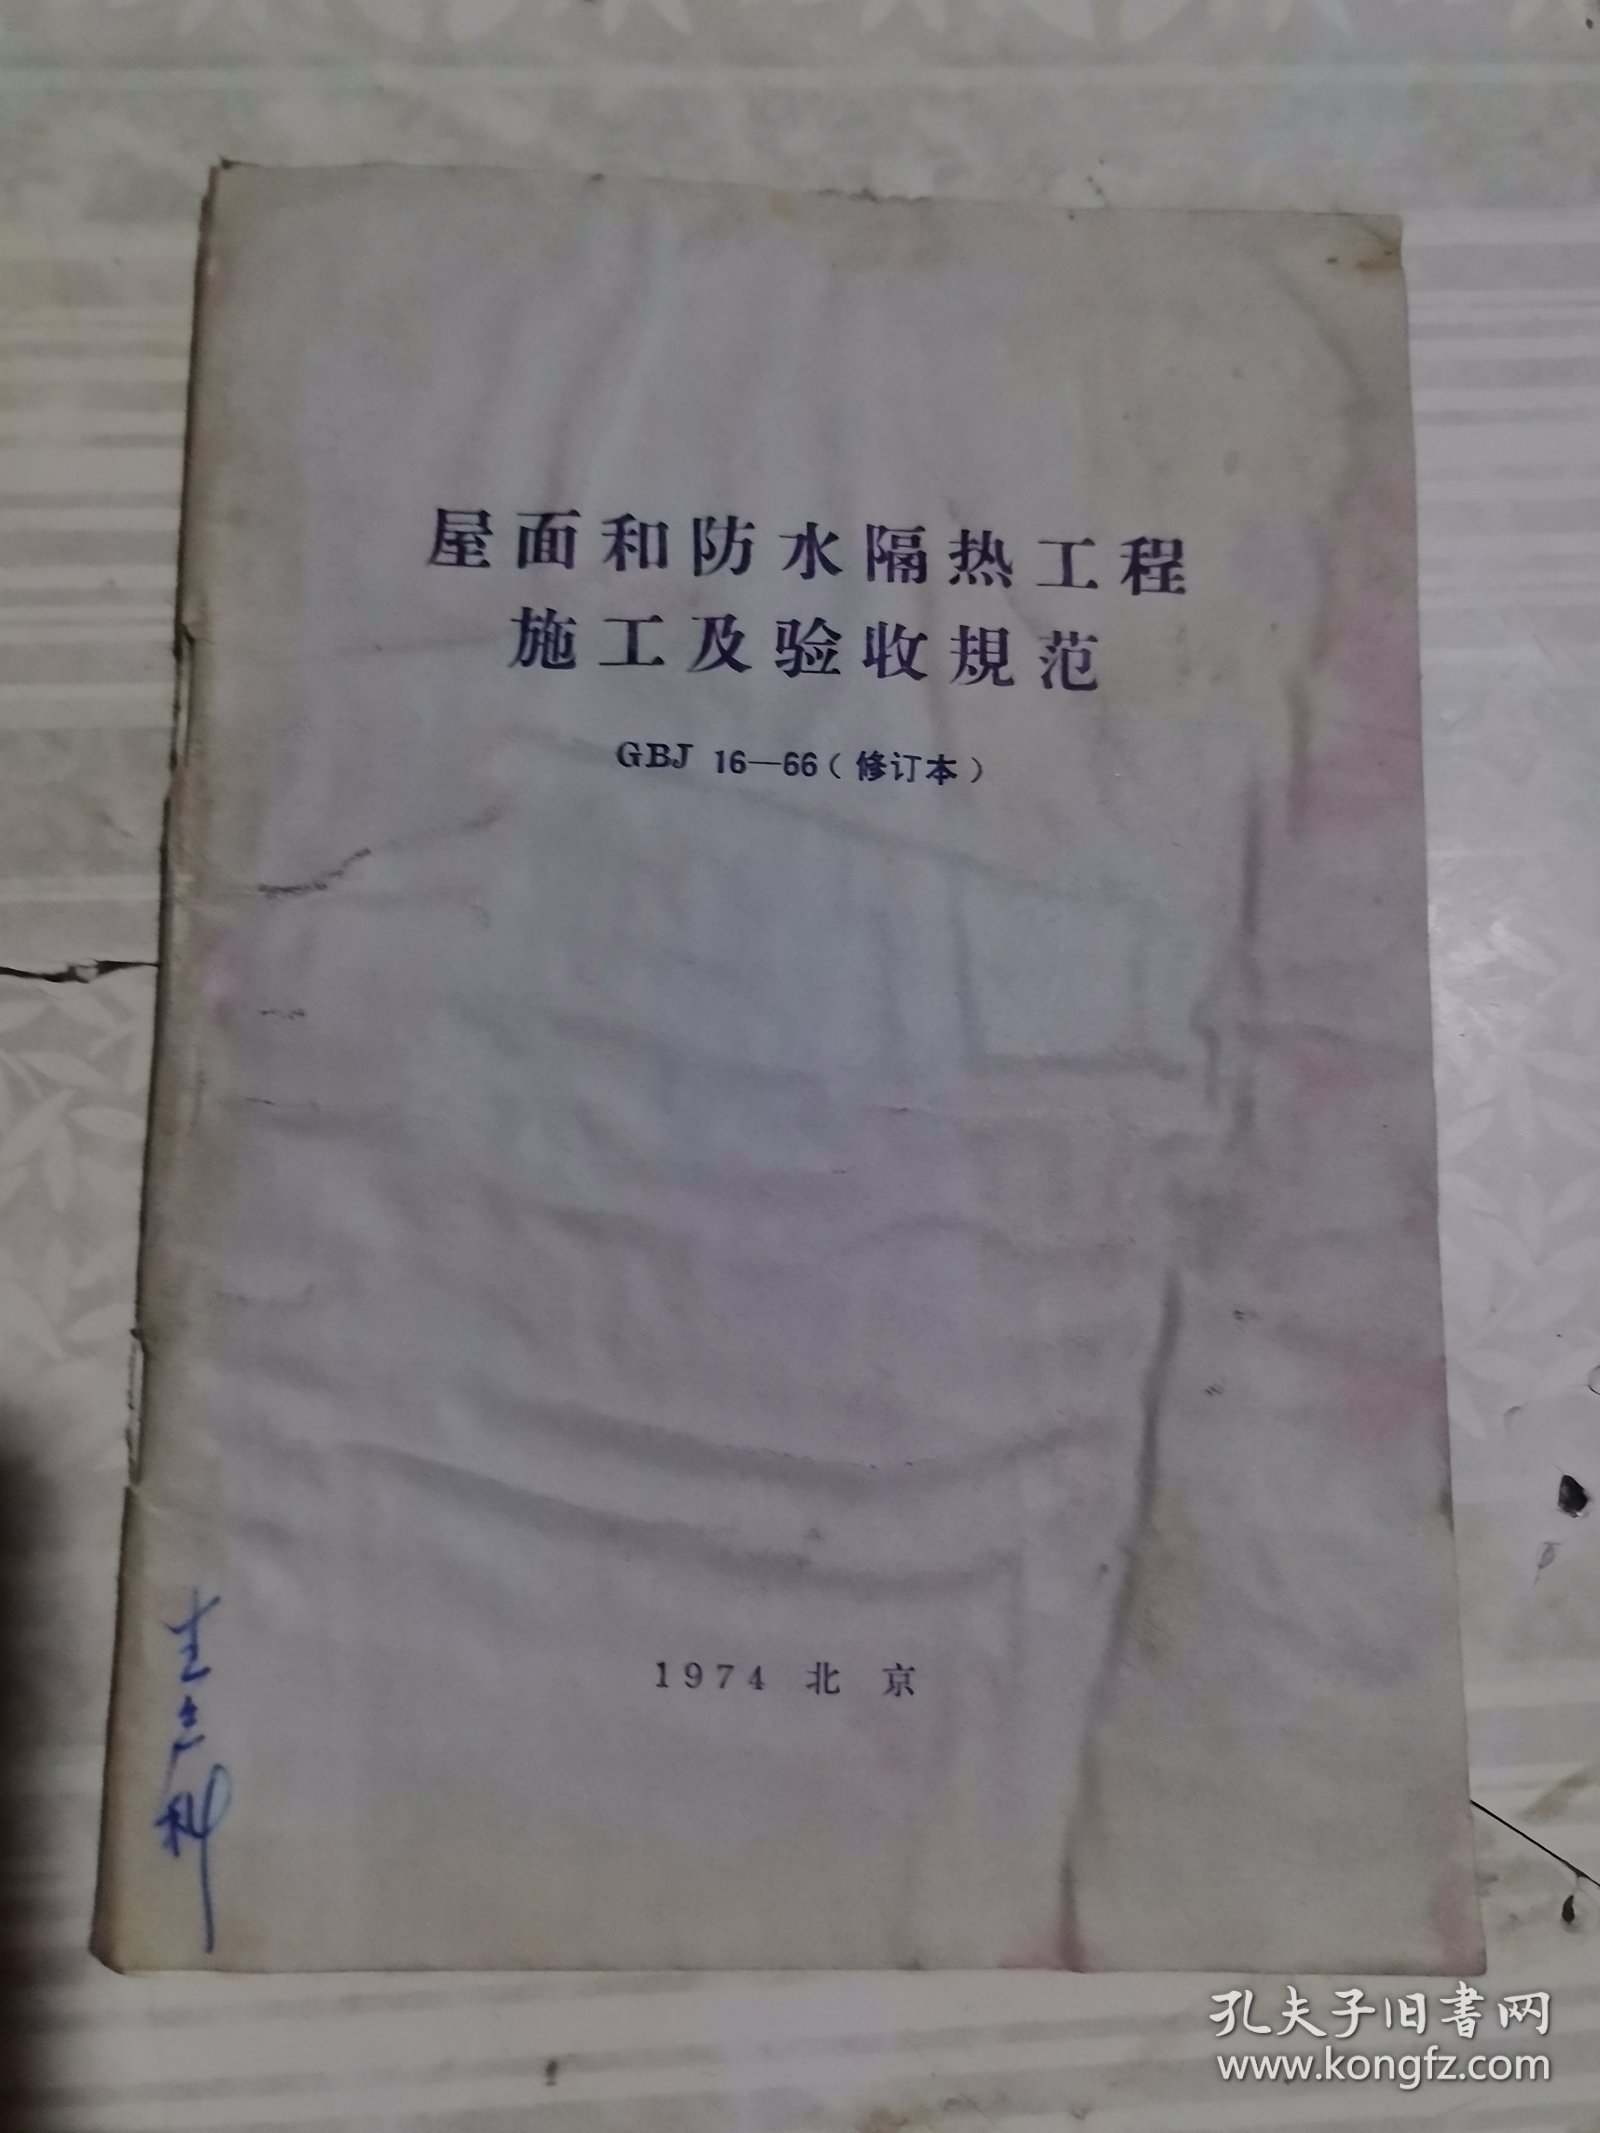 屋面和防水隔热工程
施工及验收規范
GBJ 16—66（修订本）
1974 北京
孔夫子旧书网
www.kongfz.com